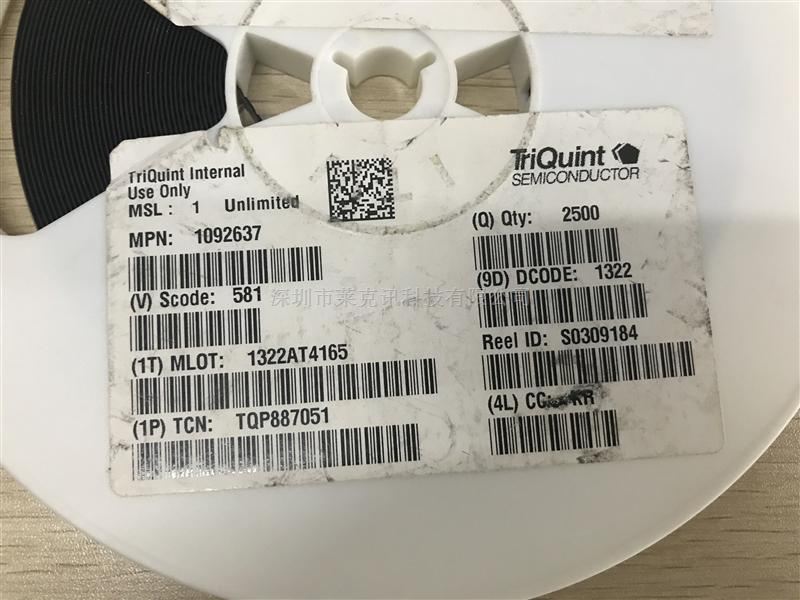 TriQuint Internal
Use Only
MSL : 1 Unlimited
MPN: 1092637
(V) Scode: 581
(1T) MLOT: 1322AT4165
(1P) TCN: TQP887051
TriQuint
SEMICONDUCTOR
(Q) Qty: 2500
(9D) DCODE: 1322
Reel ID: S0309184
(4L) CC: KR
深圳市莱克讯科技有限公司